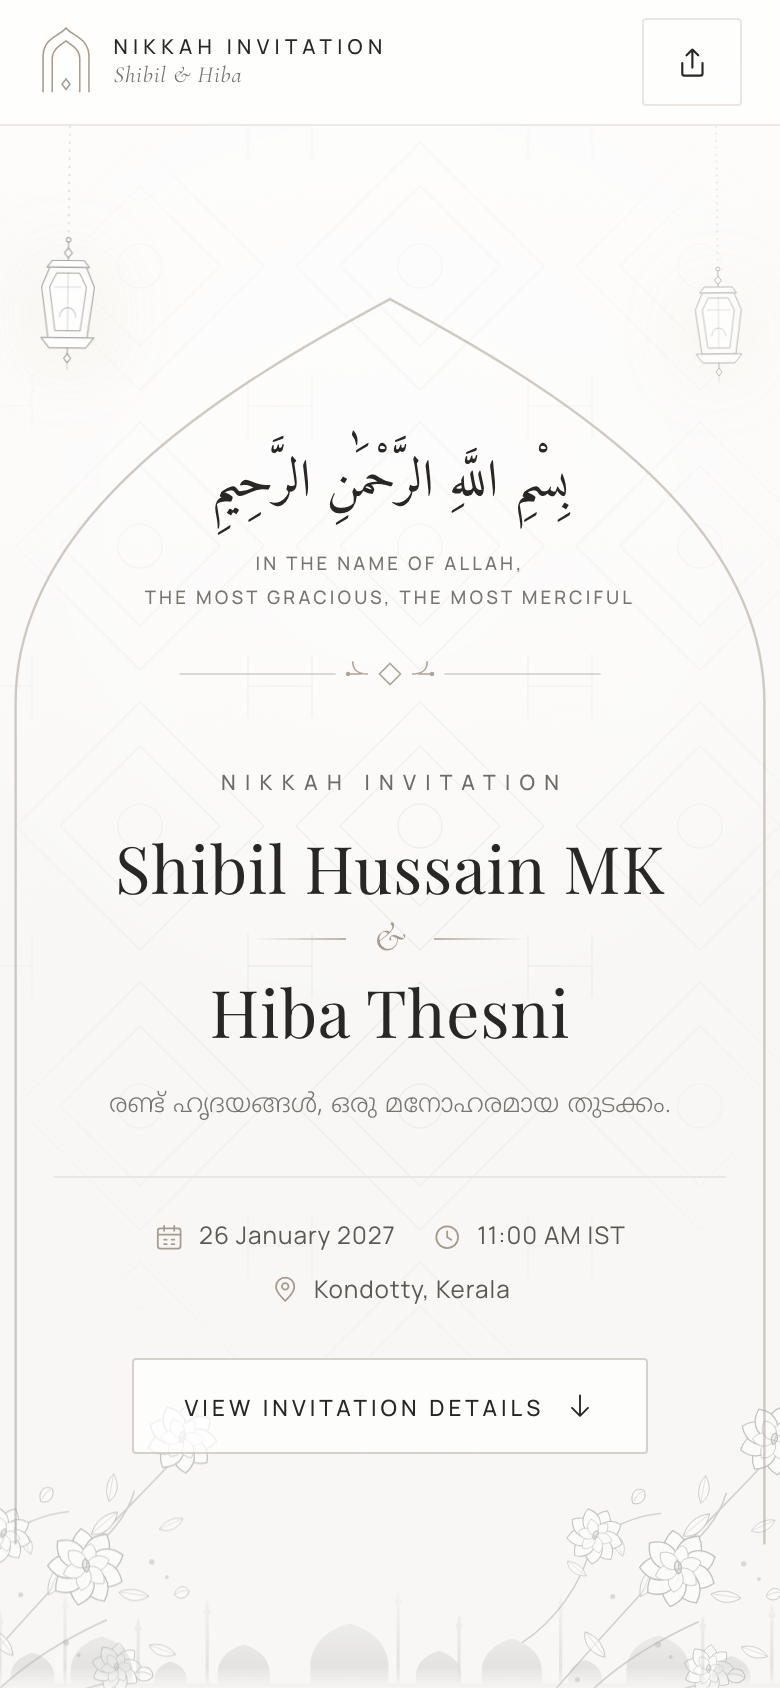 NIKKAH INVITATION
Shibil & Hiba
بِسْمِ اللَّهِ الرَّحْمَٰنِ الرَّحِيمِ
IN THE NAME OF ALLAH,
THE MOST GRACIOUS, THE MOST MERCIFUL
NIKKAH INVITATION
Shibil Hussain MK
&
Hiba Thesni
രണ്ട് ഹൃദയങ്ങൾ, ഒരു മനോഹരമായ തുടക്കം.
26 January 2027 11:00 AM IST
Kondotty, Kerala
VIEW INVITATION DETAILS